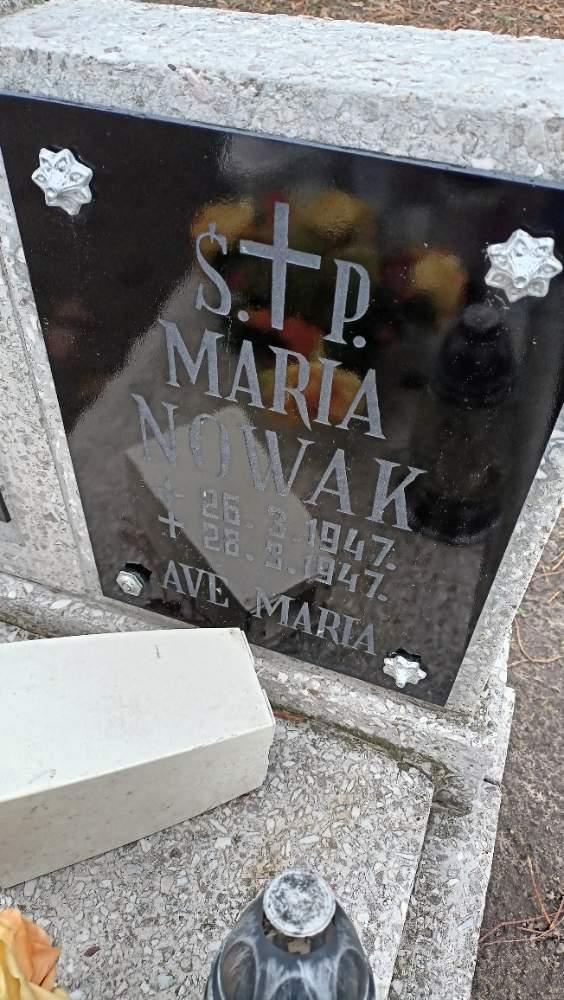 Ś.P.
MARIA
NOWAK
* 26.3.1947.
+ 28.8.1947.
AVE MARIA